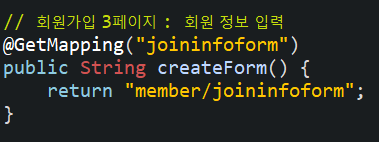 // 회원가입 3페이지 : 회원 정보 입력
@GetMapping("joininfoform")
public String createForm() {
    return "member/joininfoform";
}